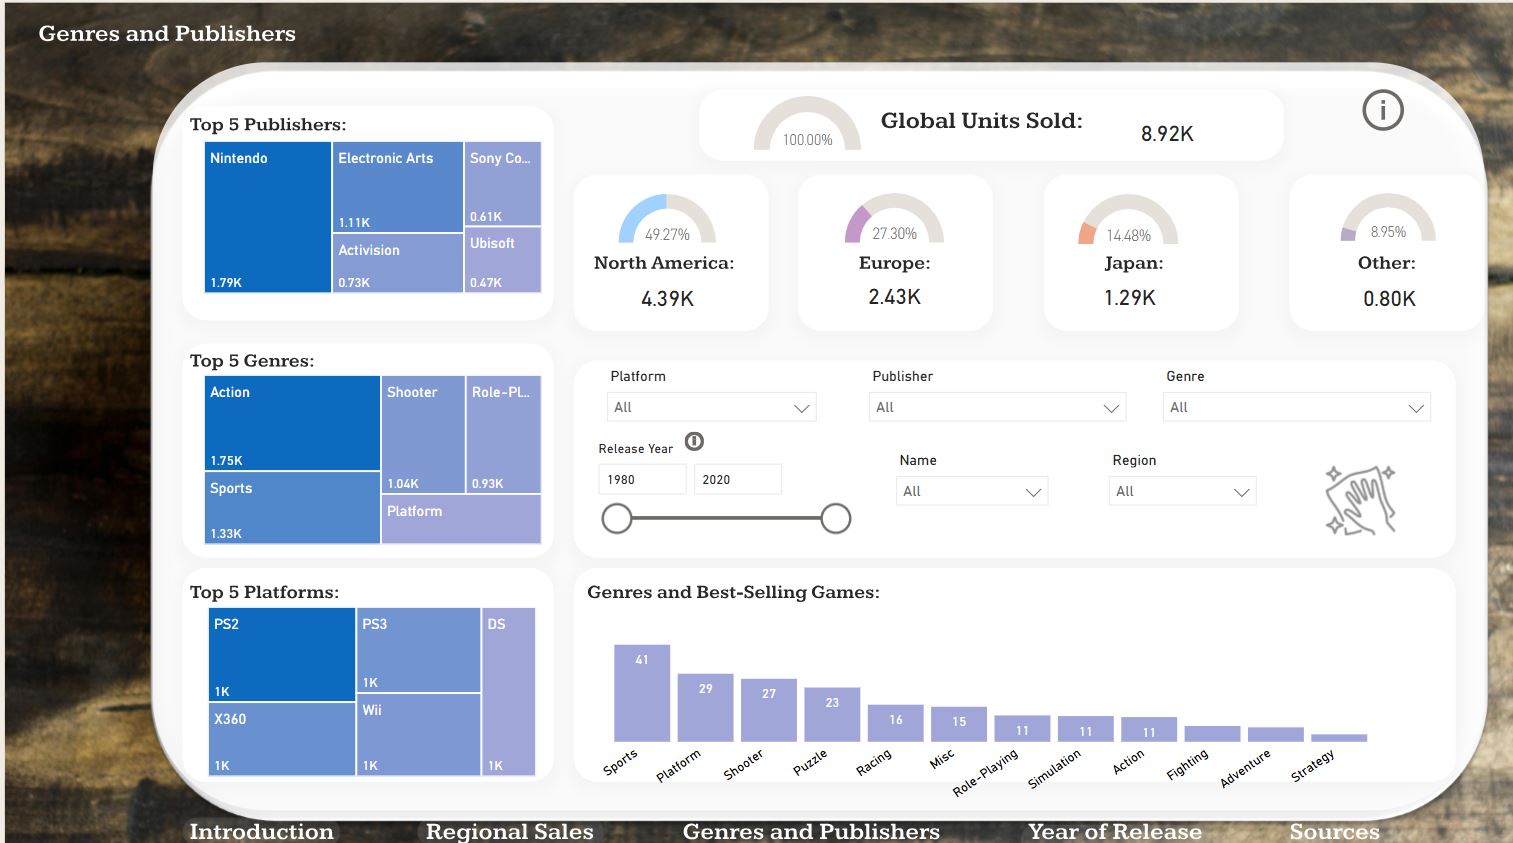 Genres and Publishers
Top 5 Publishers:
Nintendo
1.79K
Electronic Arts
1.11K
Activision
0.73K
Sony Co...
0.61K
Ubisoft
0.47K
100.00%
Global Units Sold:
8.92K
i
49.27%
North America:
4.39K
27.30%
Europe:
2.43K
14.48%
Japan:
1.29K
8.95%
Other:
0.80K
Top 5 Genres:
Action
1.75K
Sports
1.33K
Shooter
1.04K
Role-Pl...
0.93K
Platform
Platform
All
Publisher
All
Genre
All
Release Year
1980
2020
Name
All
Region
All
Top 5 Platforms:
PS2
1K
X360
1K
PS3
1K
Wii
1K
DS
1K
Genres and Best-Selling Games:
41
29
27
23
16
15
11
11
11
Sports
Platform
Shooter
Puzzle
Racing
Misc
Role-Playing
Simulation
Action
Fighting
Adventure
Strategy
Introduction
Regional Sales
Genres and Publishers
Year of Release
Sources